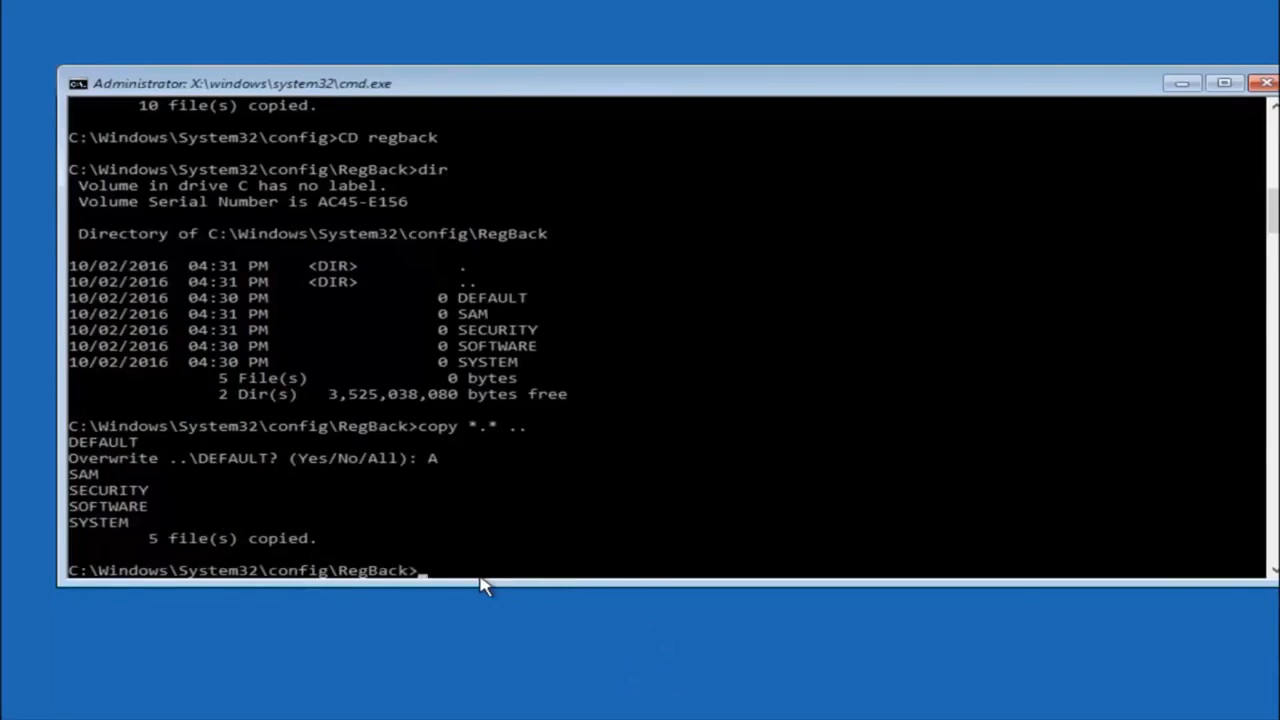 Administrator: X:\windows\system32\cmd.exe
10 file(s) copied.
C:\Windows\System32\config>CD regback
C:\Windows\System32\config\RegBack>dir
Volume in drive C has no label.
Volume Serial Number is AC45-E156
Directory of C:\Windows\System32\config\RegBack
10/02/2016 04:31 PM <DIR> .
10/02/2016 04:31 PM <DIR> ..
10/02/2016 04:30 PM 0 DEFAULT
10/02/2016 04:31 PM 0 SAM
10/02/2016 04:31 PM 0 SECURITY
10/02/2016 04:30 PM 0 SOFTWARE
10/02/2016 04:30 PM 0 SYSTEM
5 File(s) 0 bytes
2 Dir(s) 3,525,038,080 bytes free
C:\Windows\System32\config\RegBack>copy *.* ..
DEFAULT
Overwrite ..\DEFAULT? (Yes/No/All): A
SAM
SECURITY
SOFTWARE
SYSTEM
5 file(s) copied.
C:\Windows\System32\config\RegBack>_